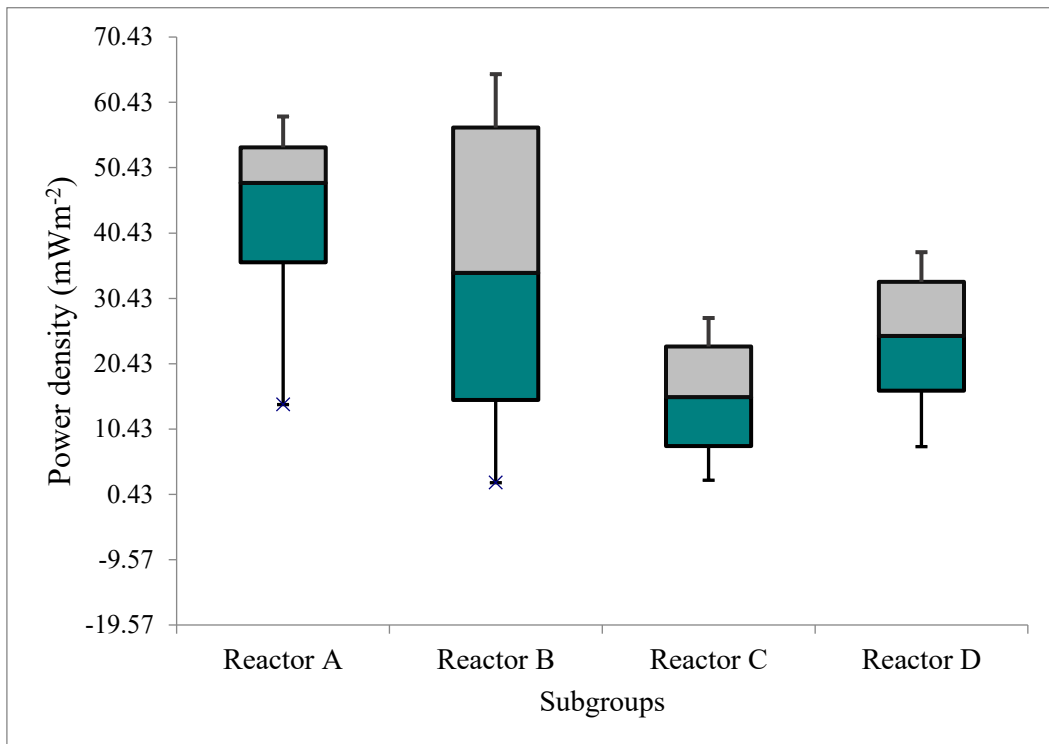 70.43
60.43
50.43
40.43
30.43
20.43
10.43
0.43
-9.57
-19.57
Power density (mWm-2)
Reactor A
Reactor B
Reactor C
Reactor D
Subgroups